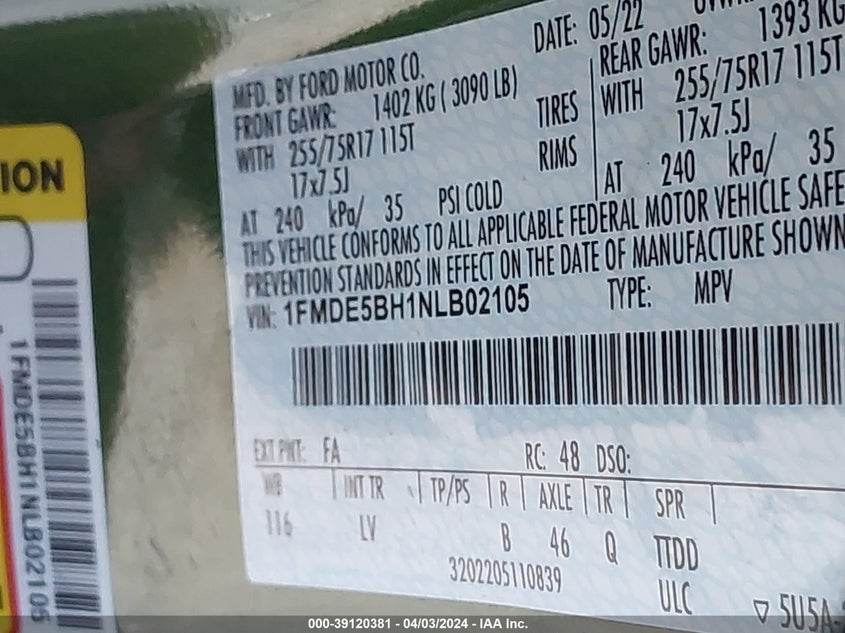 DATE: 05/22
MFD. BY FORD MOTOR CO.
FRONT GAWR: 1402 KG ( 3090 LB)
WITH 255/75R17 115T TIRES
17x7.5J RIMS
AT 240 kPa/ 35 PSI COLD
REAR GAWR: 1393 KG
WITH 255/75R17 115T
17x7.5J
AT 240 kPa/ 35
THIS VEHICLE CONFORMS TO ALL APPLICABLE FEDERAL MOTOR VEHICLE SAFE
PREVENTION STANDARDS IN EFFECT ON THE DATE OF MANUFACTURE SHOWN
VIN: 1FMDE5BH1NLB02105 TYPE: MPV
EXT PNT: FA RC: 48 DSO:
WB INT TR TP/PS R AXLE TR SPR
116 LV B 46 Q TTDD
3202205110839 ULC
5U5A-
ION
1FMDE5BH1NLB02105
000-39120381 - 04/03/2024 - IAA Inc.